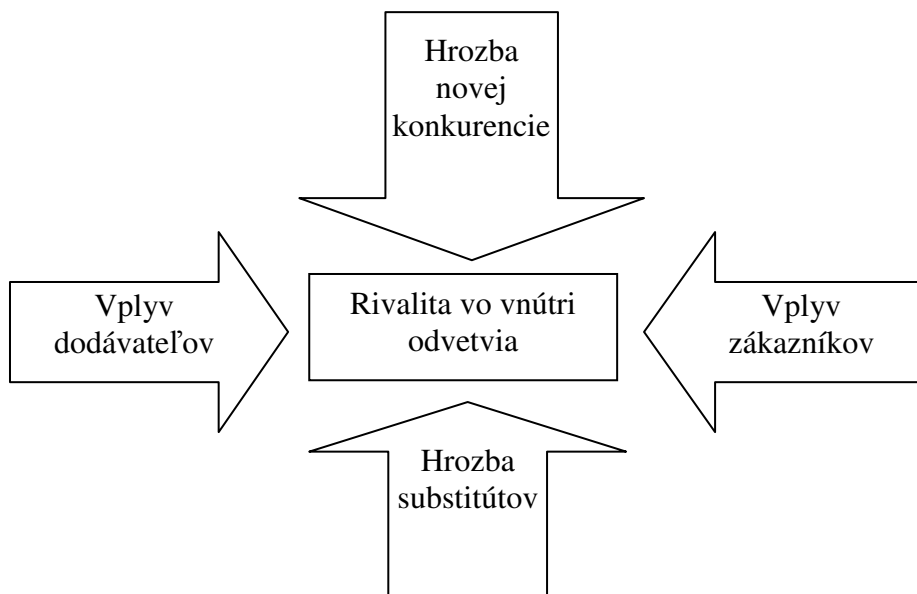 Hrozba
novej
konkurencie
Vplyv
dodávateľov
Rivalita vo vnútri
odvetvia
Vplyv
zákazníkov
Hrozba
substitútov